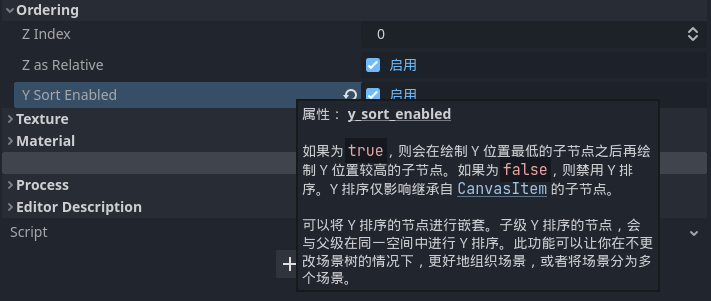 Ordering
Z Index 0
Z as Relative 启用
Y Sort Enabled 启用
Texture
Material
Process
Editor Description
Script
属性： y_sort_enabled
如果为 true，则会在绘制 Y 位置最低的子节点之后再绘
制 Y 位置较高的子节点。如果为 false，则禁用 Y 排
序。Y 排序仅影响继承自 CanvasItem 的子节点。
可以将 Y 排序的节点进行嵌套。子级 Y 排序的节点，会
与父级在同一空间中进行 Y 排序。此功能可以让你在不更
改场景树的情况下，更好地组织场景，或者将场景分为多
个场景。